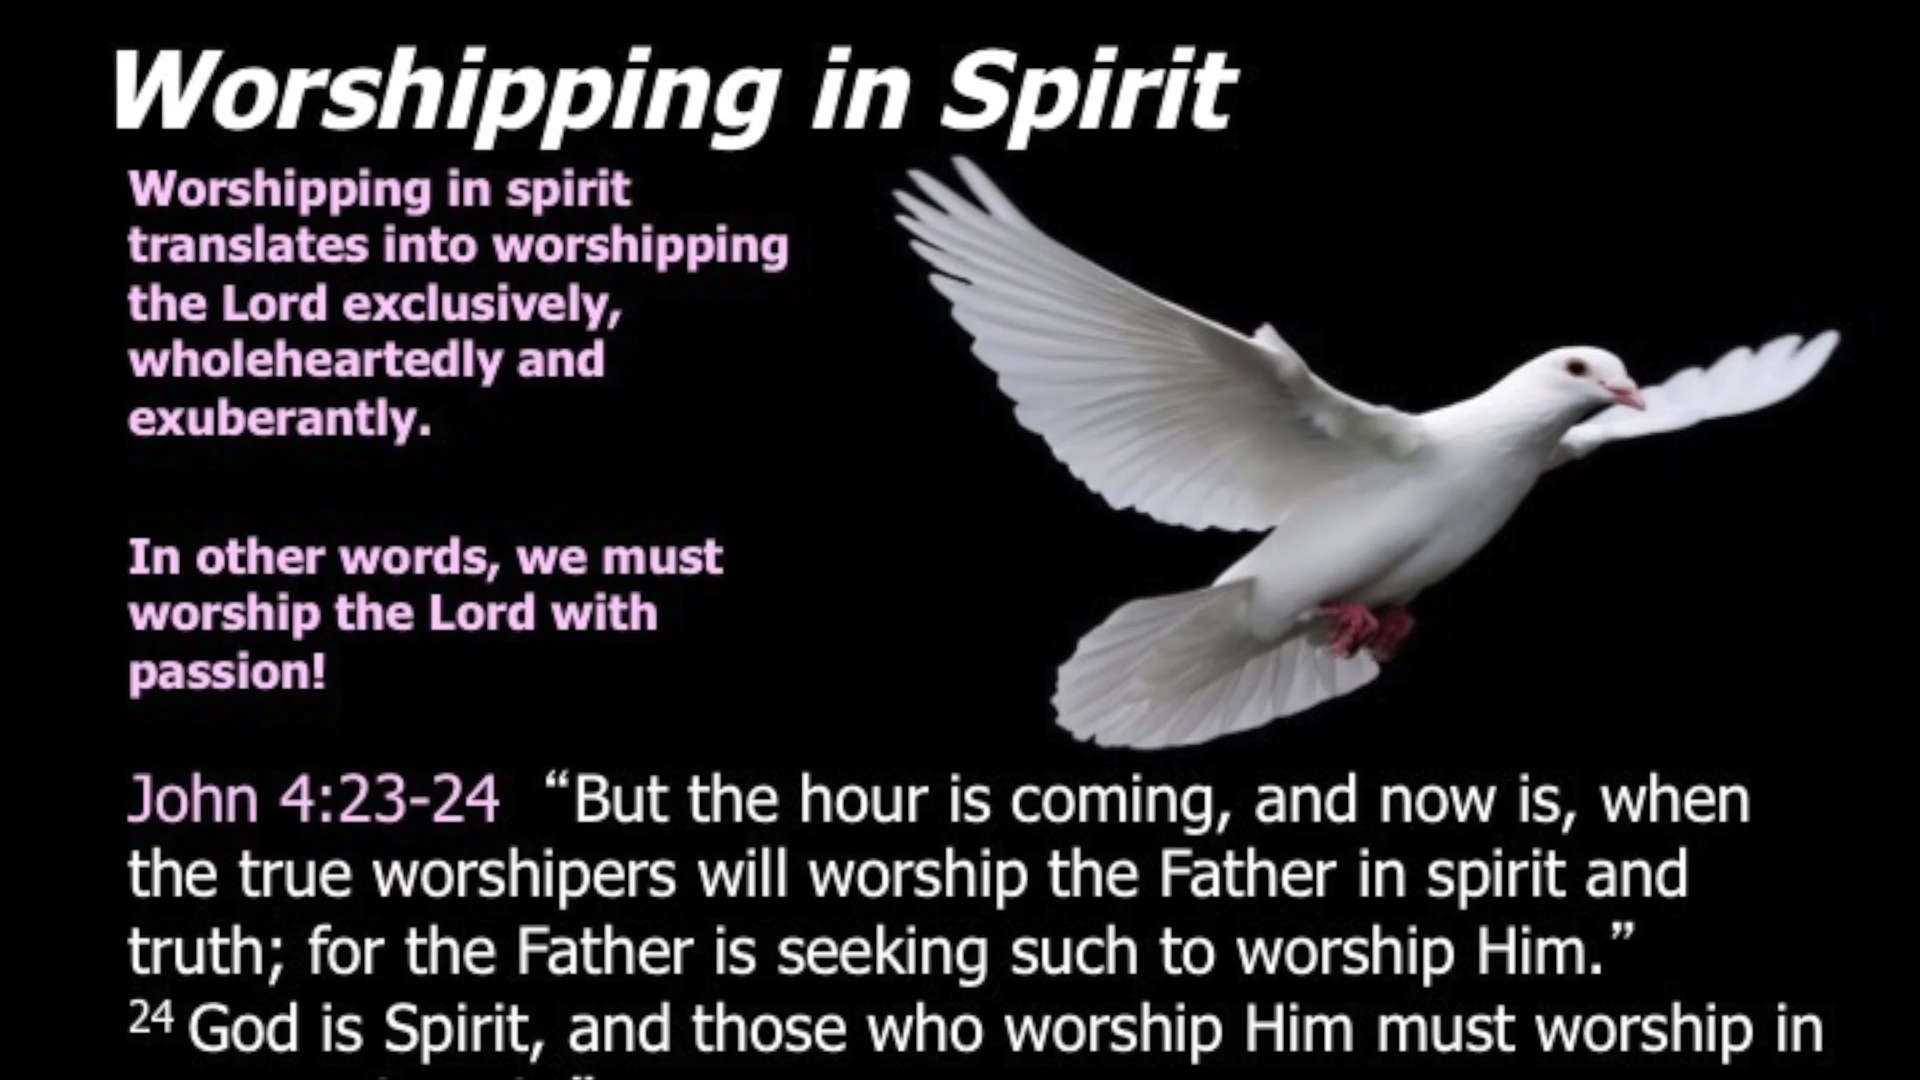 Worshipping in Spirit
Worshipping in spirit
translates into worshipping
the Lord exclusively,
wholeheartedly and
exuberantly.
In other words, we must
worship the Lord with
passion!
John 4:23-24 “But the hour is coming, and now is, when
the true worshipers will worship the Father in spirit and
truth; for the Father is seeking such to worship Him.”
24 God is Spirit, and those who worship Him must worship in